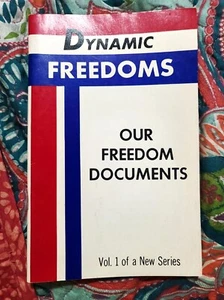 DYNAMIC
FREEDOMS
OUR
FREEDOM
DOCUMENTS
Vol. 1 of a New Series